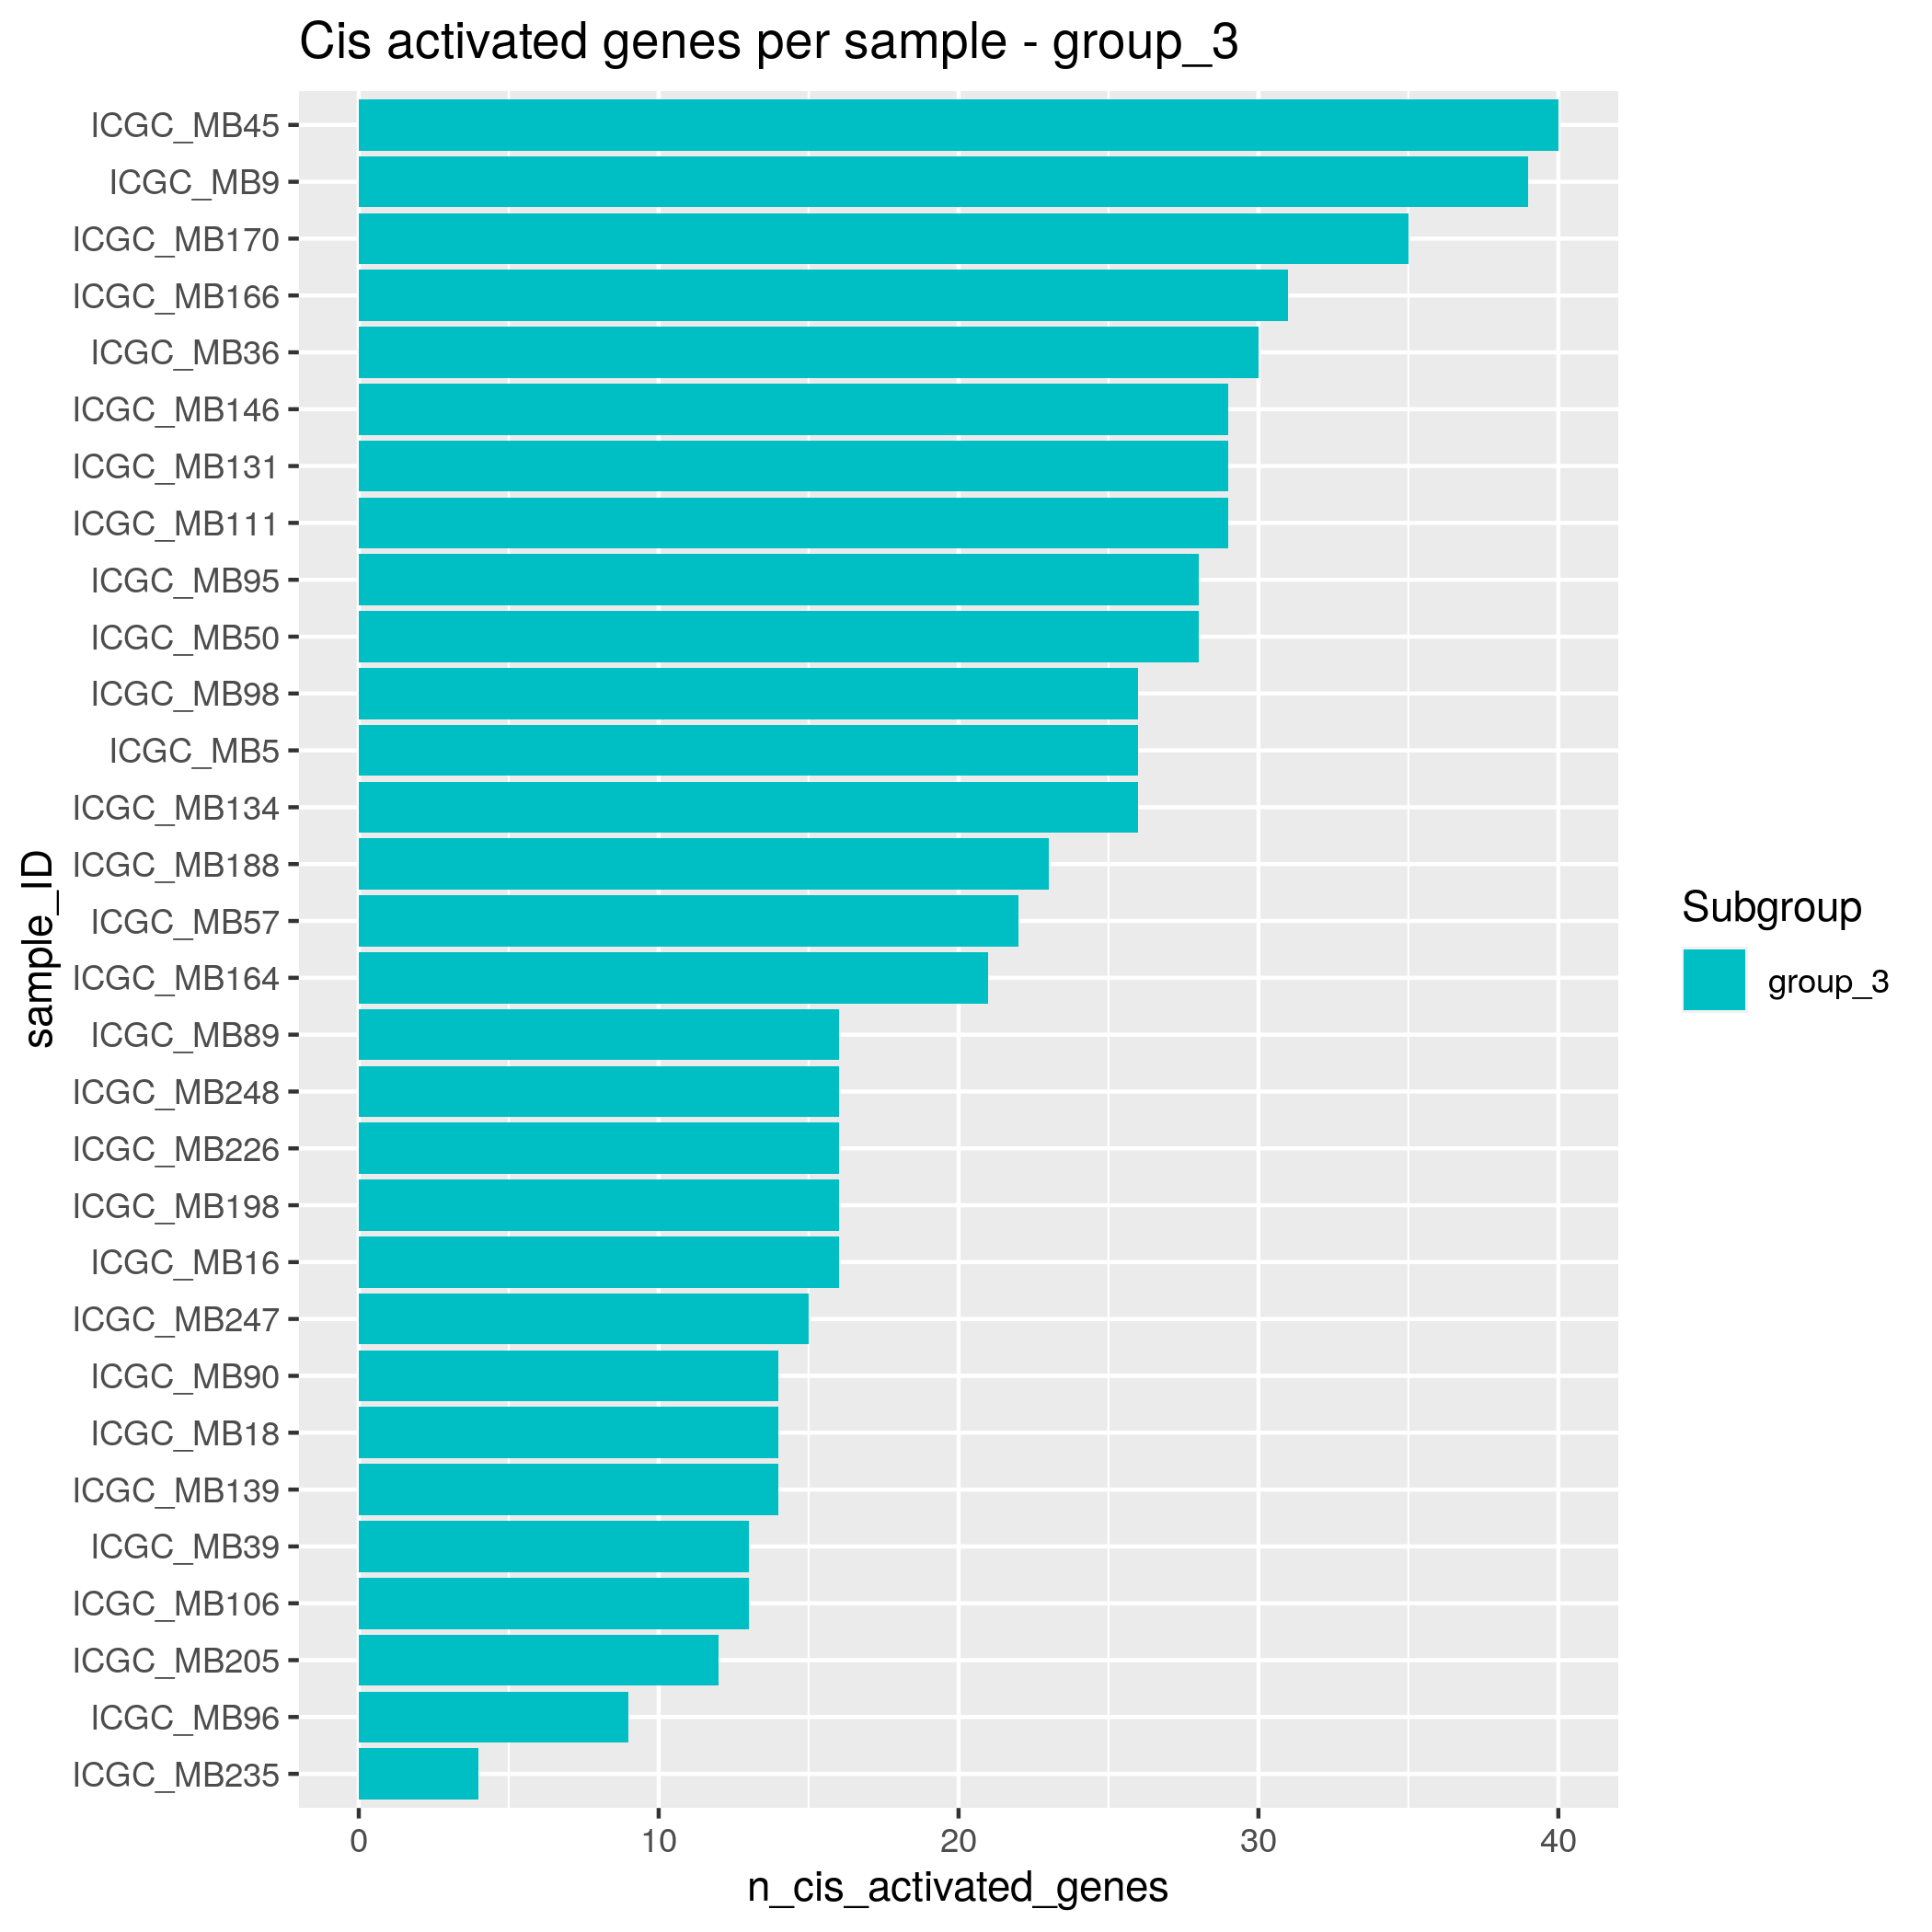 Cis activated genes per sample - group_3
ICGC_MB45
ICGC_MB9
ICGC_MB170
ICGC_MB166
ICGC_MB36
ICGC_MB146
ICGC_MB131
ICGC_MB111
ICGC_MB95
ICGC_MB50
ICGC_MB98
ICGC_MB5
ICGC_MB134
ICGC_MB188
ICGC_MB57
ICGC_MB164
ICGC_MB89
ICGC_MB248
ICGC_MB226
ICGC_MB198
ICGC_MB16
ICGC_MB247
ICGC_MB90
ICGC_MB18
ICGC_MB139
ICGC_MB39
ICGC_MB106
ICGC_MB205
ICGC_MB96
ICGC_MB235
sample_ID
0 10 20 30 40
n_cis_activated_genes
Subgroup
group_3